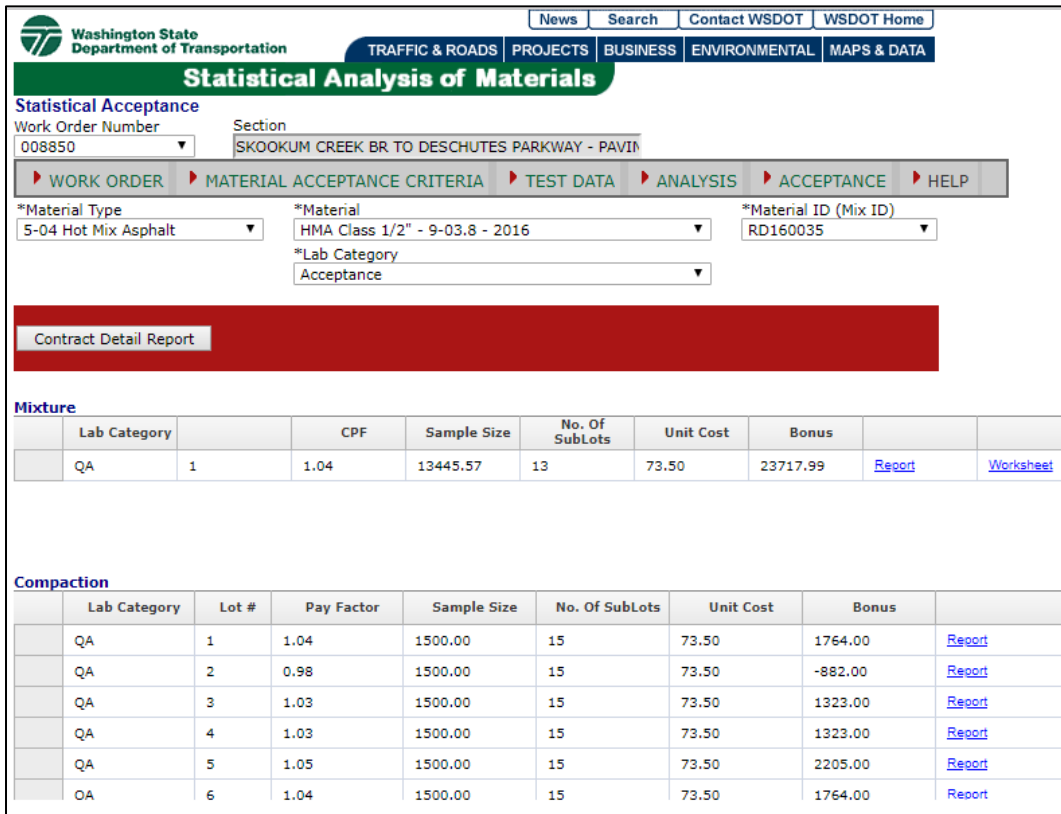 News Search Contact WSDOT WSDOT Home
Washington State
Department of Transportation
TRAFFIC & ROADS PROJECTS BUSINESS ENVIRONMENTAL MAPS & DATA
Statistical Analysis of Materials
Statistical Acceptance
Work Order Number Section
008850 SKOOKUM CREEK BR TO DESCHUTES PARKWAY - PAVIN
WORK ORDER MATERIAL ACCEPTANCE CRITERIA TEST DATA ANALYSIS ACCEPTANCE HELP
*Material Type *Material *Material ID (Mix ID)
5-04 Hot Mix Asphalt HMA Class 1/2" - 9-03.8 - 2016 RD160035
*Lab Category
Acceptance
Contract Detail Report
Mixture
Lab Category CPF Sample Size No. Of SubLots Unit Cost Bonus
QA 1 1.04 13445.57 13 73.50 23717.99 Report Worksheet
Compaction
Lab Category Lot # Pay Factor Sample Size No. Of SubLots Unit Cost Bonus
QA 1 1.04 1500.00 15 73.50 1764.00 Report
QA 2 0.98 1500.00 15 73.50 -882.00 Report
QA 3 1.03 1500.00 15 73.50 1323.00 Report
QA 4 1.03 1500.00 15 73.50 1323.00 Report
QA 5 1.05 1500.00 15 73.50 2205.00 Report
QA 6 1.04 1500.00 15 73.50 1764.00 Report